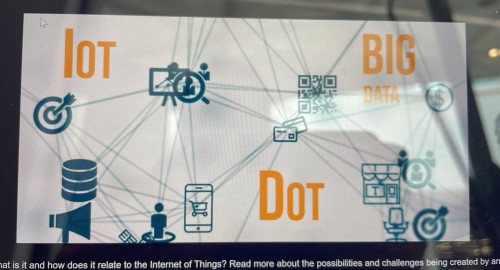 IOT
BIG
DATA
DOT
hat is it and how does it relate to the Internet of Things? Read more about the possibilities and challenges being created by